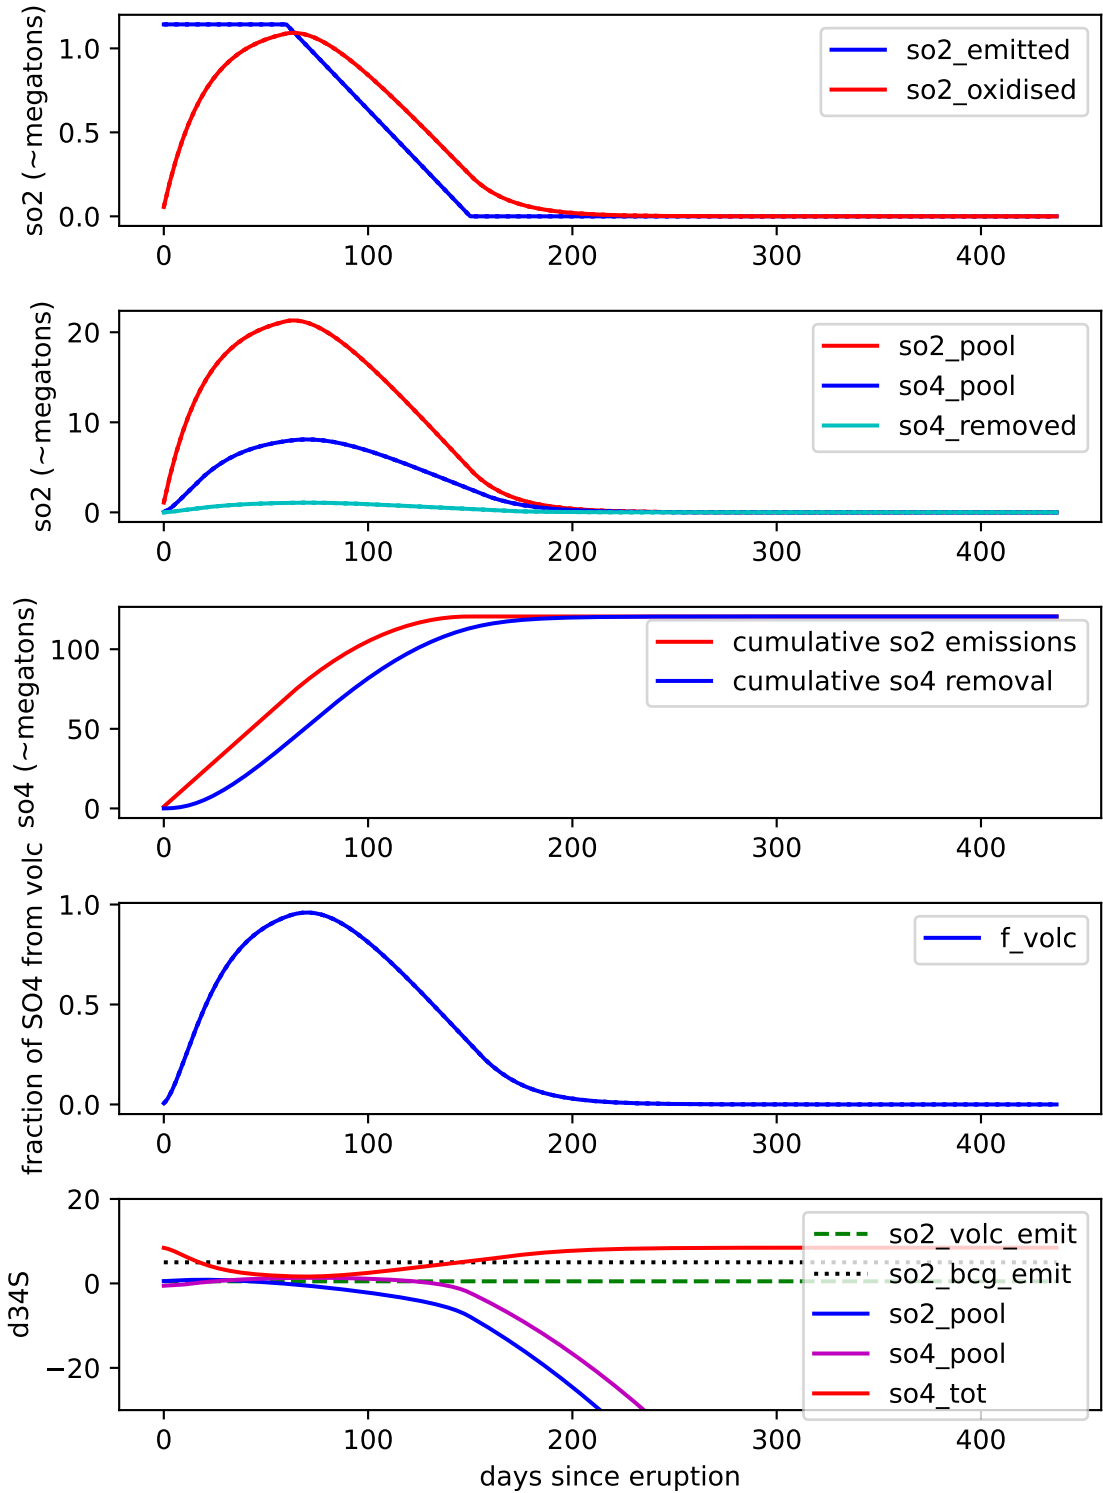 so2 (~megatons)
1.0
0.5
0.0
so2_emitted
so2_oxidised
0 100 200 300 400
so2 (~megatons)
20
10
0
so2_pool
so4_pool
so4_removed
0 100 200 300 400
so4 (~megatons)
100
50
0
cumulative so2 emissions
cumulative so4 removal
0 100 200 300 400
fraction of SO4 from volc
1.0
0.5
0.0
f_volc
0 100 200 300 400
d34S
20
0
−20
so2_volc_emit
so2_bcg_emit
so2_pool
so4_pool
so4_tot
0 100 200 300 400
days since eruption